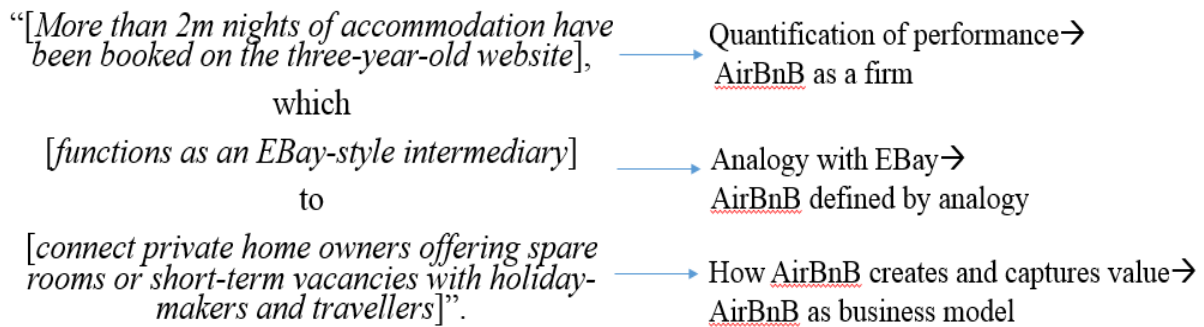 “[More than 2m nights of accommodation have
been booked on the three-year-old website],
which
[functions as an EBay-style intermediary]
to
[connect private home owners offering spare
rooms or short-term vacancies with holiday-
makers and travellers]”.
Quantification of performance→
AirBnB as a firm
Analogy with EBay→
AirBnB defined by analogy
How AirBnB creates and captures value→
AirBnB as business model